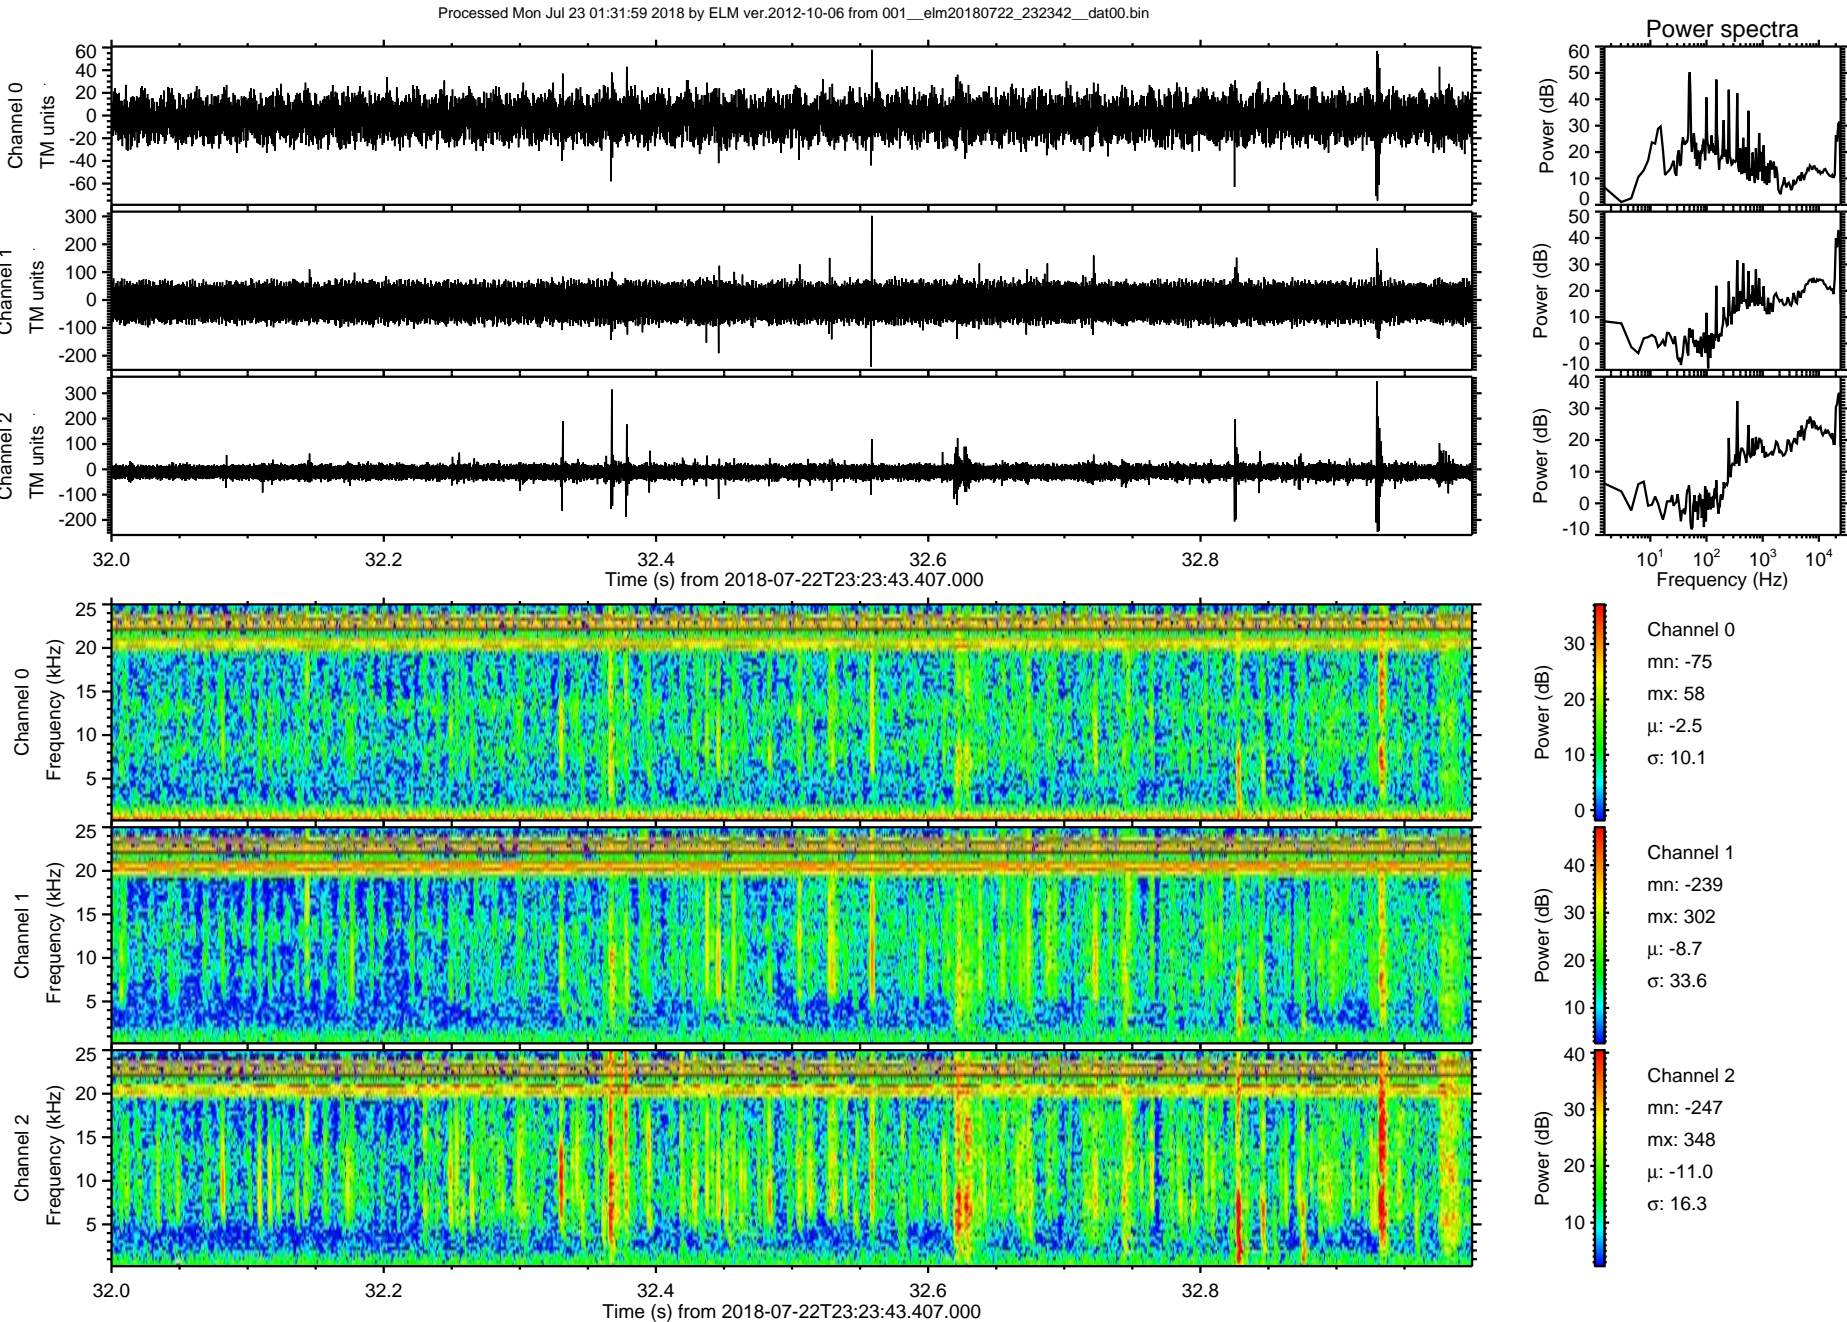 Processed Mon Jul 23 01:31:59 2018 by ELM ver.2012-10-06 from 001__elm20180722_232342__dat00.bin
Power spectra
Channel 0
TM units
60
40
20
0
-20
-40
-60
Power (dB)
60
50
40
30
20
10
0
Channel 1
TM units
300
200
100
0
-100
-200
Power (dB)
50
40
30
20
10
0
-10
Channel 2
TM units
300
200
100
0
-100
-200
Power (dB)
40
30
20
10
0
-10
32.0 32.2 32.4 32.6 32.8
Time (s) from 2018-07-22T23:23:43.407.000
10^1 10^2 10^3 10^4
Frequency (Hz)
Channel 0
Frequency (kHz)
25
20
15
10
5
Power (dB)
30
20
10
0
Channel 0
mn: -75
mx: 58
µ: -2.5
σ: 10.1
Channel 1
Frequency (kHz)
25
20
15
10
5
Power (dB)
40
30
20
10
Channel 1
mn: -239
mx: 302
µ: -8.7
σ: 33.6
Channel 2
Frequency (kHz)
25
20
15
10
5
Power (dB)
40
30
20
10
Channel 2
mn: -247
mx: 348
µ: -11.0
σ: 16.3
32.0 32.2 32.4 32.6 32.8
Time (s) from 2018-07-22T23:23:43.407.000